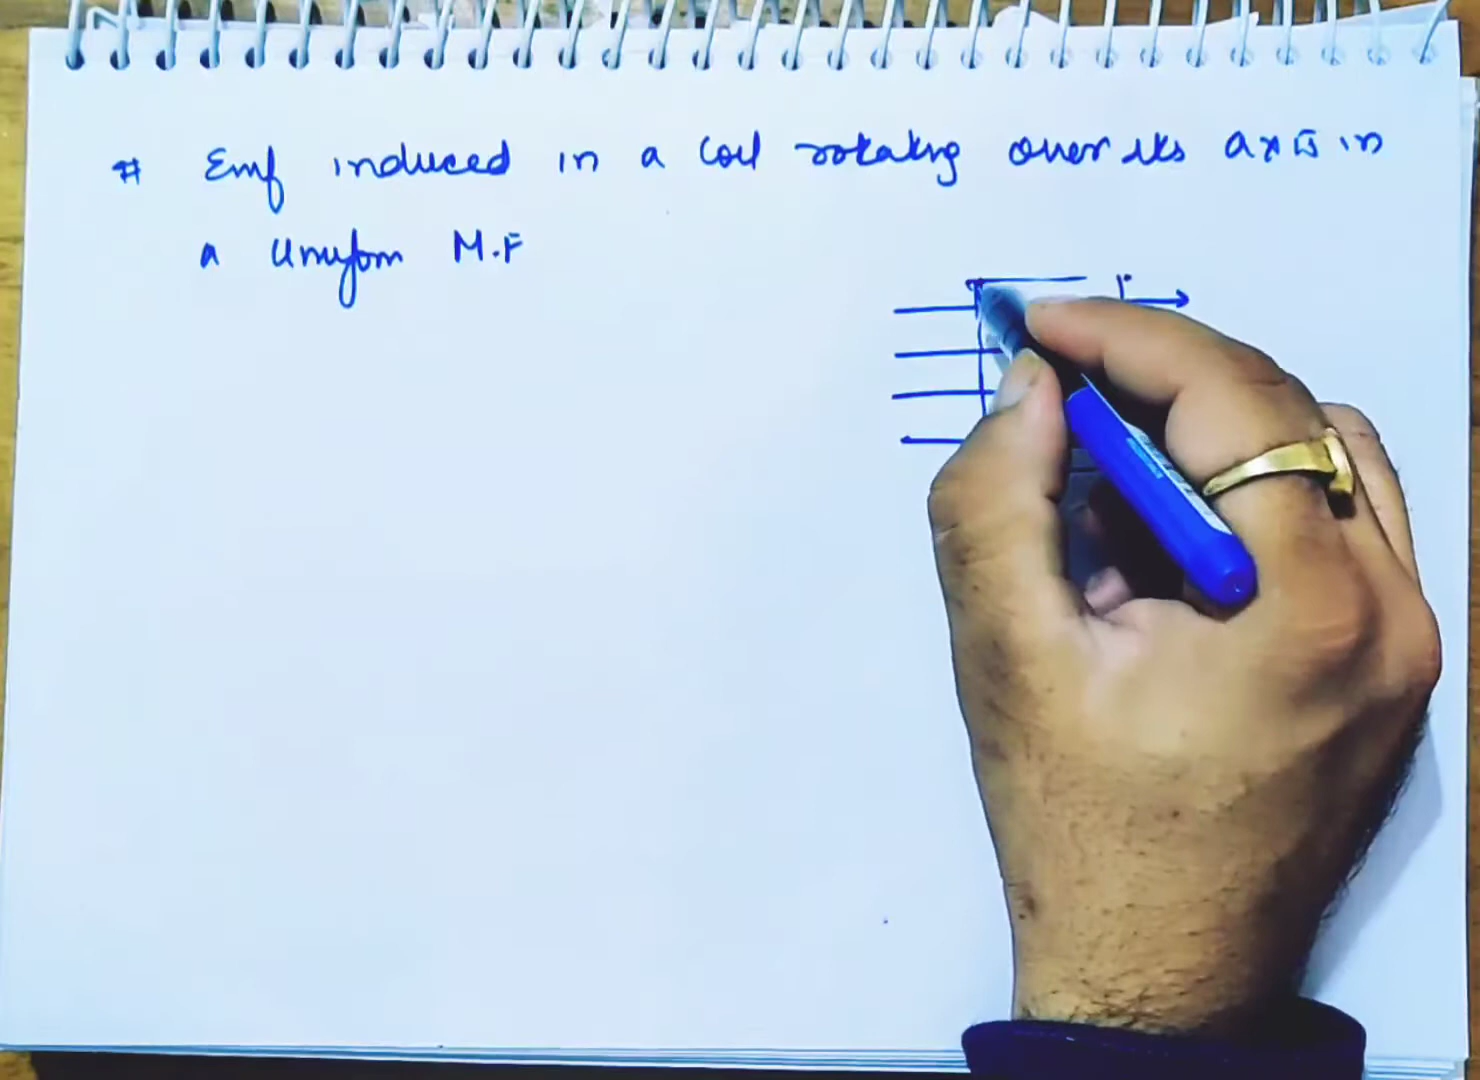 # Emf induced in a coil rotating over its axis in
a Uniform M.F